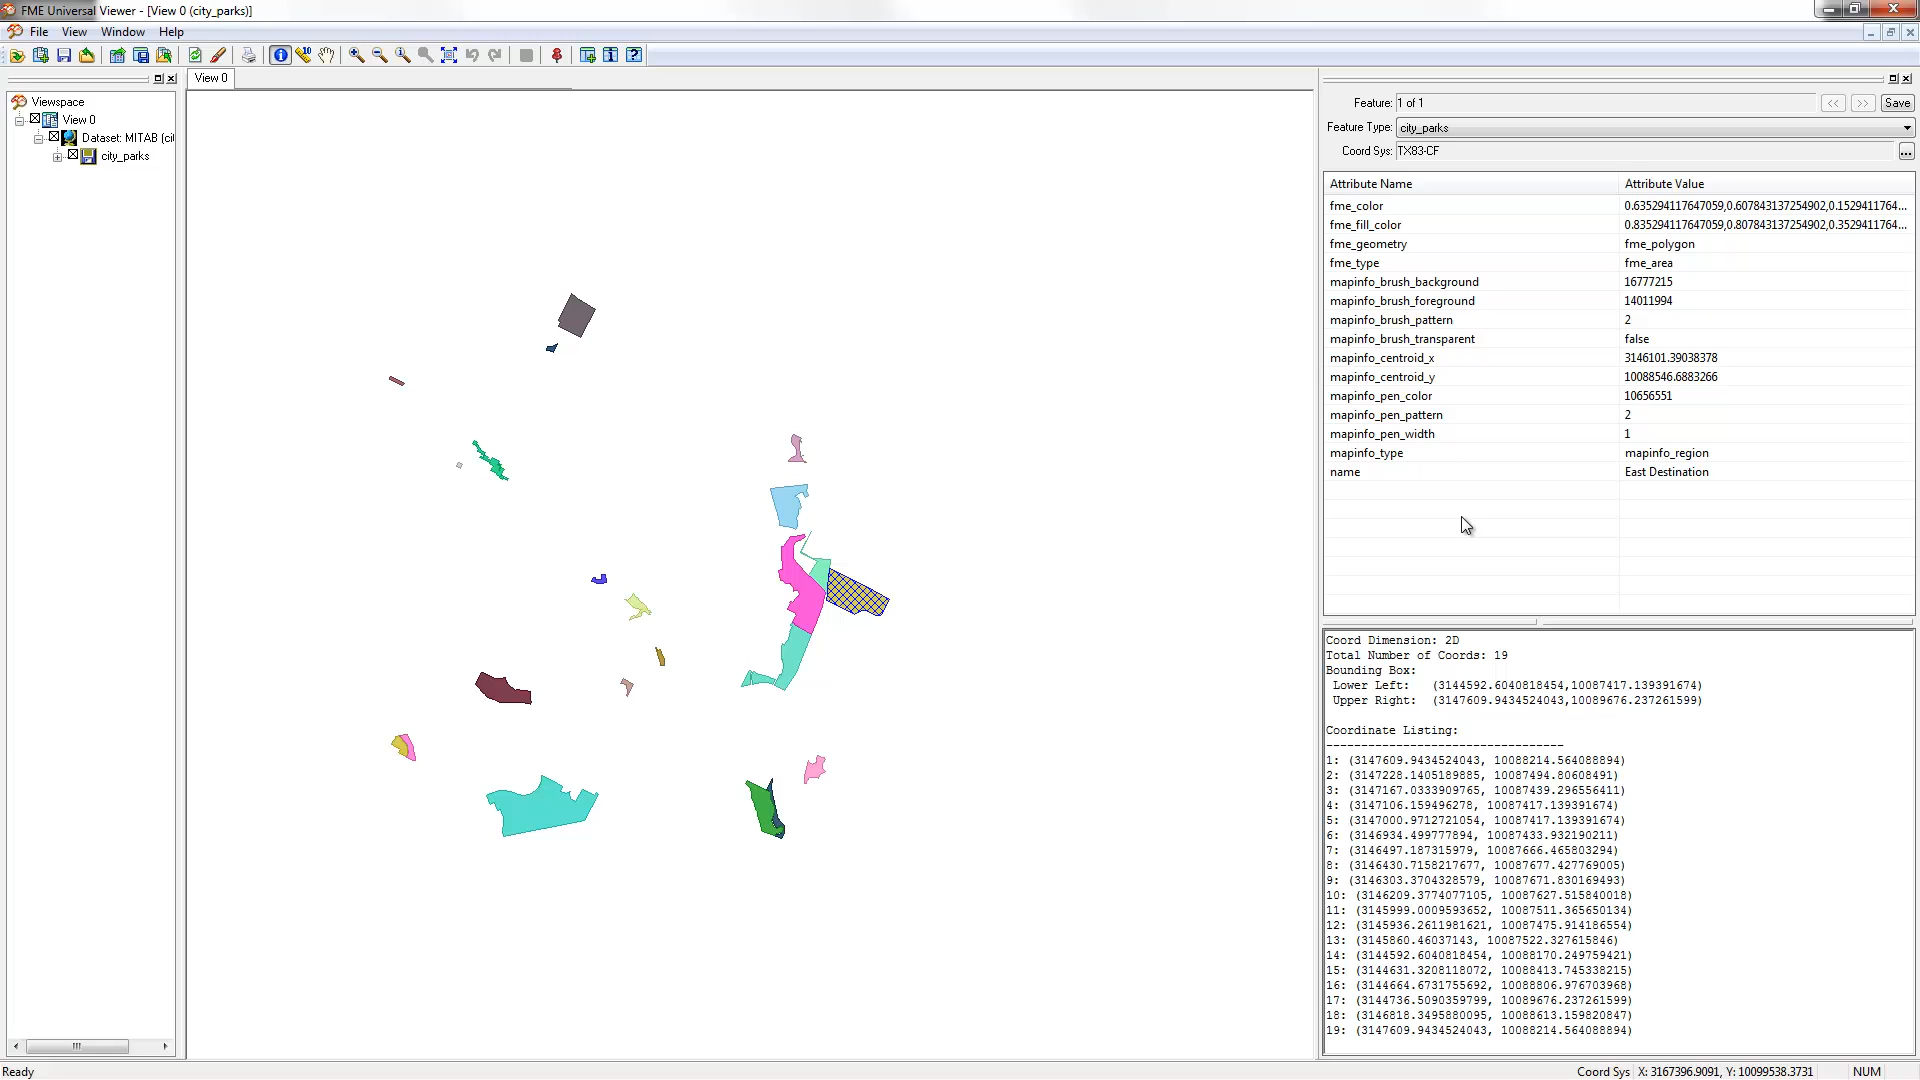 FME Universal Viewer - [View 0 (city_parks)]
File View Window Help
View 0
Viewspace
View 0
Dataset: MITAB (cit
city_parks
Feature: 1 of 1 << >> Save
Feature Type: city_parks
Coord Sys: TX83-CF ...
Attribute Name Attribute Value
fme_color 0.635294117647059,0.607843137254902,0.1529411764...
fme_fill_color 0.835294117647059,0.807843137254902,0.3529411764...
fme_geometry fme_polygon
fme_type fme_area
mapinfo_brush_background 16777215
mapinfo_brush_foreground 14011994
mapinfo_brush_pattern 2
mapinfo_brush_transparent false
mapinfo_centroid_x 3146101.39038378
mapinfo_centroid_y 10088546.6883266
mapinfo_pen_color 10656551
mapinfo_pen_pattern 2
mapinfo_pen_width 1
mapinfo_type mapinfo_region
name East Destination
Coord Dimension: 2D
Total Number of Coords: 19
Bounding Box:
Lower Left: (3144592.6040818454,10087417.139391674)
Upper Right: (3147609.9434524043,10089676.237261599)
Coordinate Listing:
---------------------------------
1: (3147609.9434524043, 10088214.564088894)
2: (3147228.1405189885, 10087494.80608491)
3: (3147167.0333909765, 10087439.296556411)
4: (3147106.159496278, 10087417.139391674)
5: (3147000.9712721054, 10087417.139391674)
6: (3146934.499777894, 10087433.932190211)
7: (3146497.187315979, 10087666.465803294)
8: (3146430.7158217677, 10087677.427769005)
9: (3146303.3704328579, 10087671.830169493)
10: (3146209.3774077105, 10087627.515840018)
11: (3145999.0009593652, 10087511.365650134)
12: (3145936.2611981621, 10087475.914186554)
13: (3145860.46037143, 10087522.327615846)
14: (3144592.6040818454, 10088170.249759421)
15: (3144631.3208118072, 10088413.745338215)
16: (3144664.6731755692, 10088806.976703968)
17: (3144736.5090359799, 10089676.237261599)
18: (3146818.3495880095, 10088613.159820847)
19: (3147609.9434524043, 10088214.564088894)
Ready Coord Sys X: 3167396.9091, Y: 10099538.3731 NUM